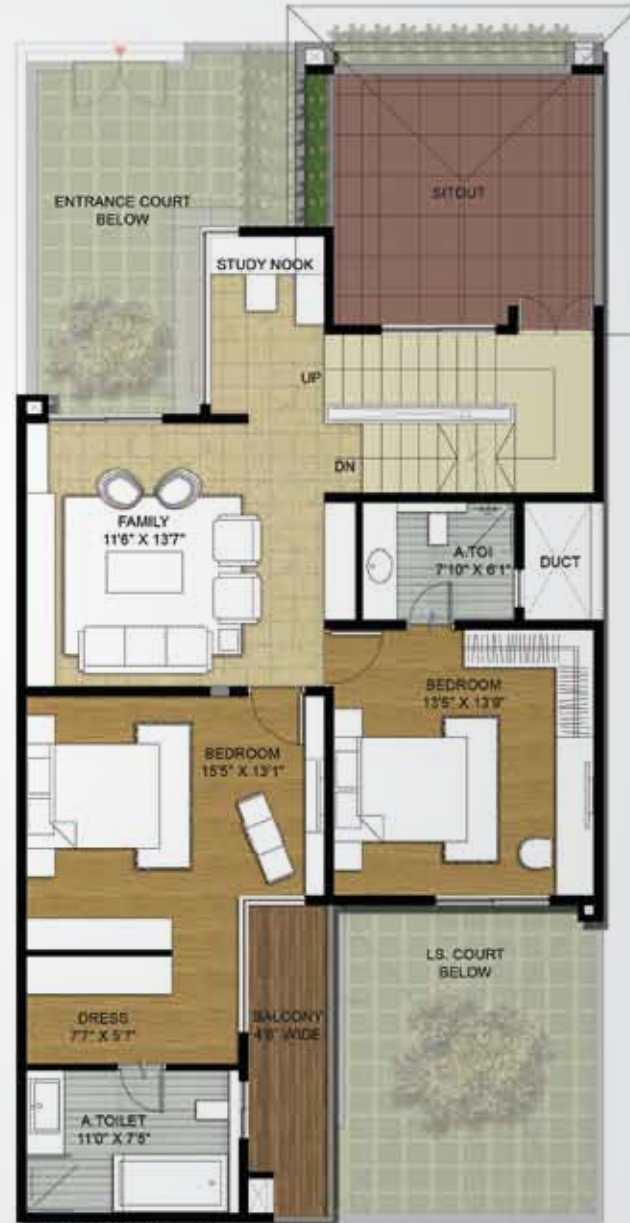 ENTRANCE COURT
BELOW
SITOUT
STUDY NOOK
UP
DN
FAMILY
11'6" X 13'7"
A.TOI
7'10" X 6'1"
DUCT
BEDROOM
13'5" X 13'9"
BEDROOM
15'5" X 13'1"
LS. COURT
BELOW
DRESS
7'7" X 5'7"
BALCONY
4'6" WIDE
A.TOILET
11'0" X 7'5"